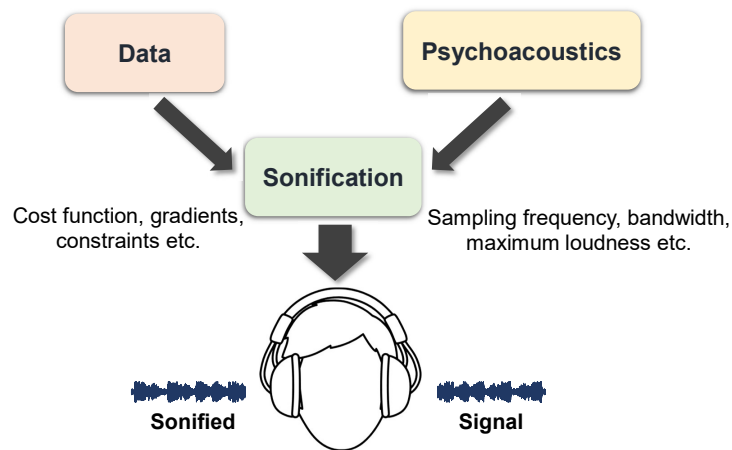 Data
Psychoacoustics
Sonification
Cost function, gradients,
constraints etc.
Sampling frequency, bandwidth,
maximum loudness etc.
Sonified
Signal